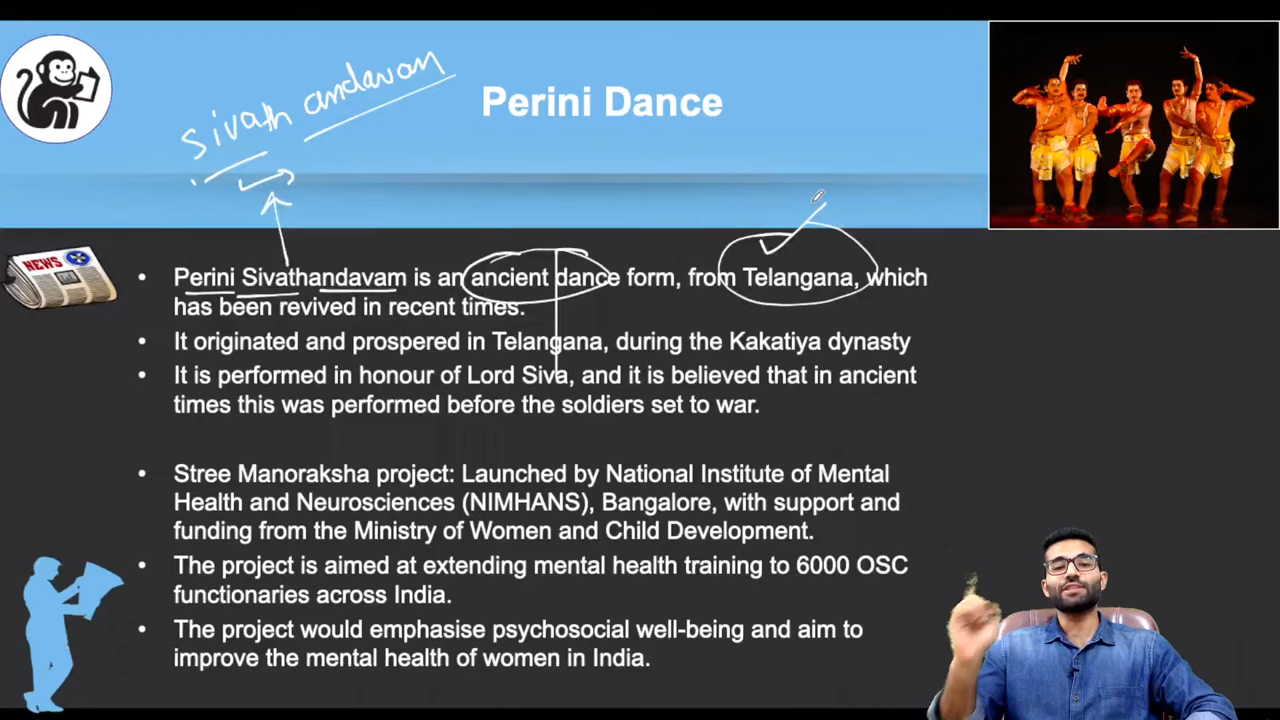 sivath andavam
Perini Dance
NEWS
• Perini Sivathandavam is an ancient dance form, from Telangana, which
has been revived in recent times.
• It originated and prospered in Telangana, during the Kakatiya dynasty
• It is performed in honour of Lord Siva, and it is believed that in ancient
times this was performed before the soldiers set to war.
• Stree Manoraksha project: Launched by National Institute of Mental
Health and Neurosciences (NIMHANS), Bangalore, with support and
funding from the Ministry of Women and Child Development.
• The project is aimed at extending mental health training to 6000 OSC
functionaries across India.
• The project would emphasise psychosocial well-being and aim to
improve the mental health of women in India.